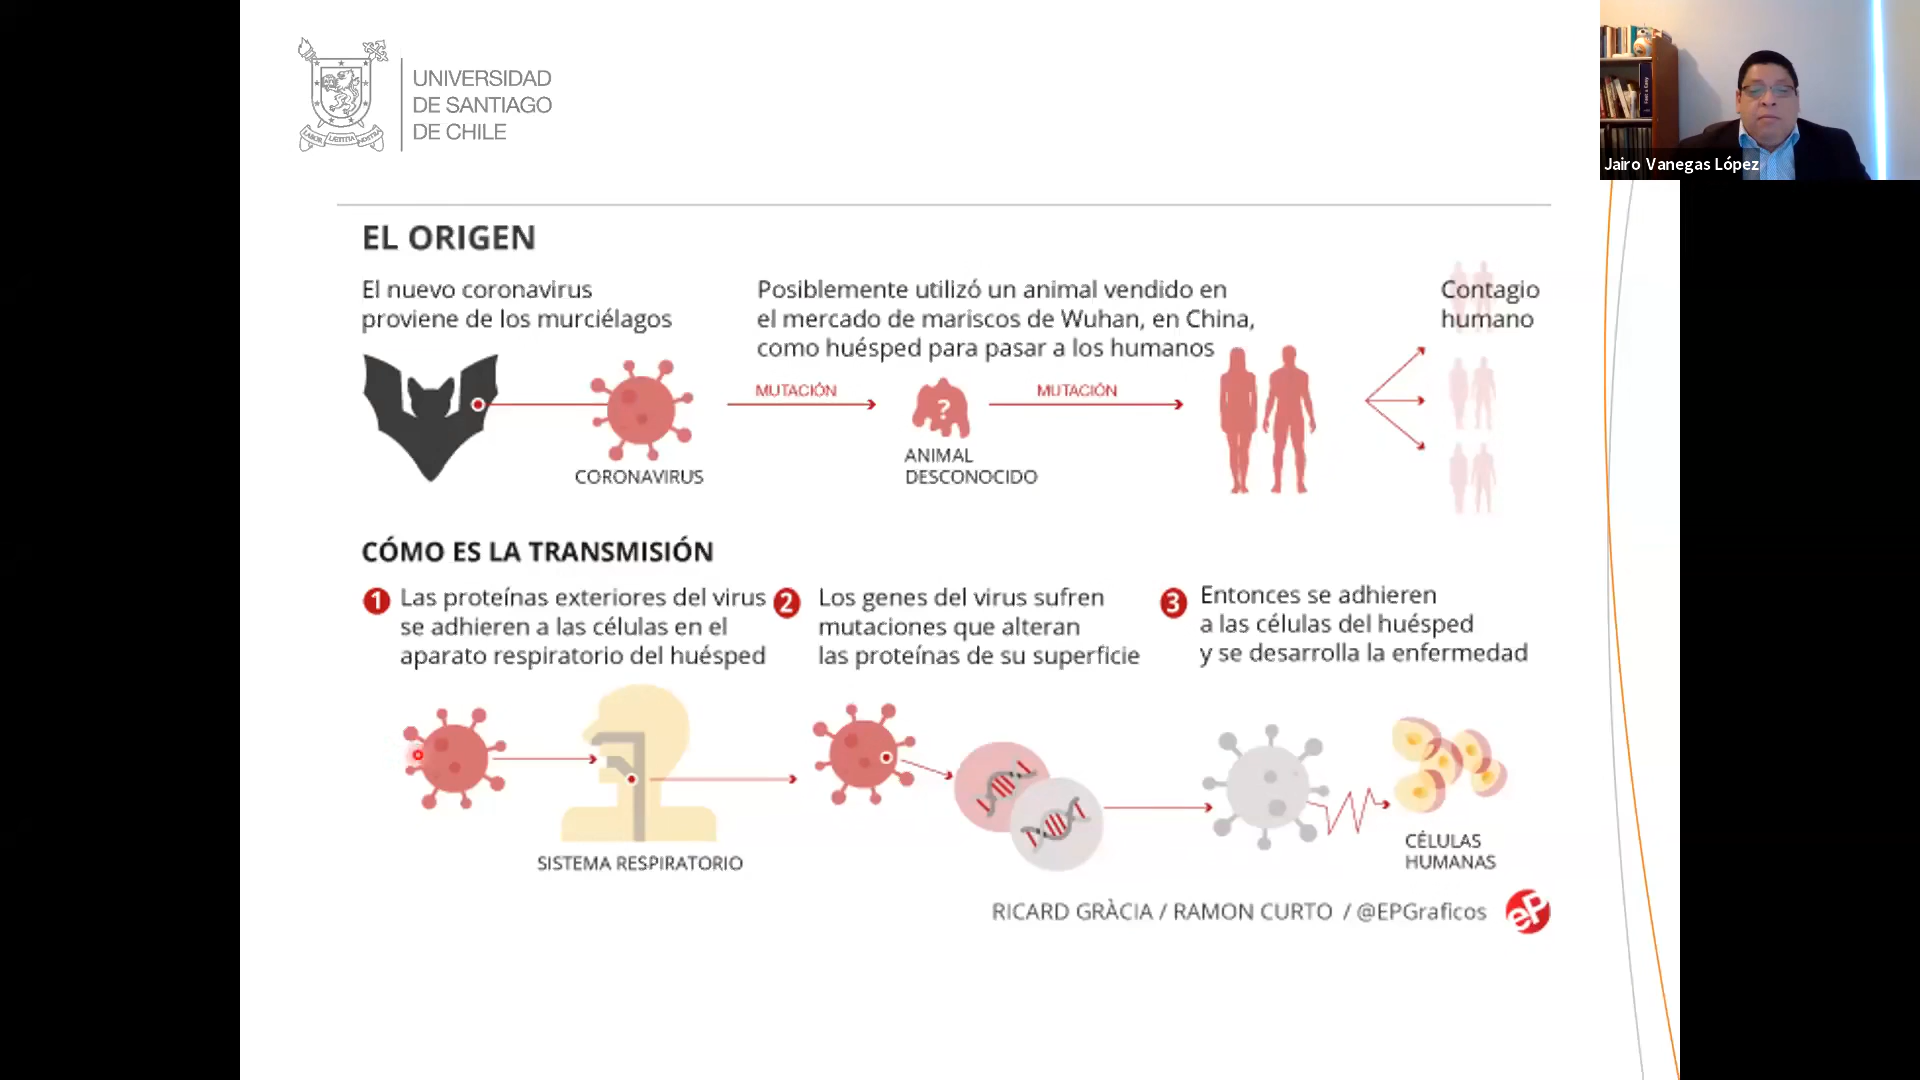 UNIVERSIDAD
DE SANTIAGO
DE CHILE
Jairo Vanegas López
EL ORIGEN
El nuevo coronavirus
proviene de los murciélagos
Posiblemente utilizó un animal vendido en
el mercado de mariscos de Wuhan, en China,
como huésped para pasar a los humanos
Contagio
humano
MUTACIÓN
MUTACIÓN
?
CORONAVIRUS
ANIMAL
DESCONOCIDO
CÓMO ES LA TRANSMISIÓN
1 Las proteínas exteriores del virus
se adhieren a las células en el
aparato respiratorio del huésped
2 Los genes del virus sufren
mutaciones que alteran
las proteínas de su superficie
3 Entonces se adhieren
a las células del huésped
y se desarrolla la enfermedad
SISTEMA RESPIRATORIO
CÉLULAS
HUMANAS
RICARD GRÀCIA / RAMON CURTO / @EPGraficos
eP